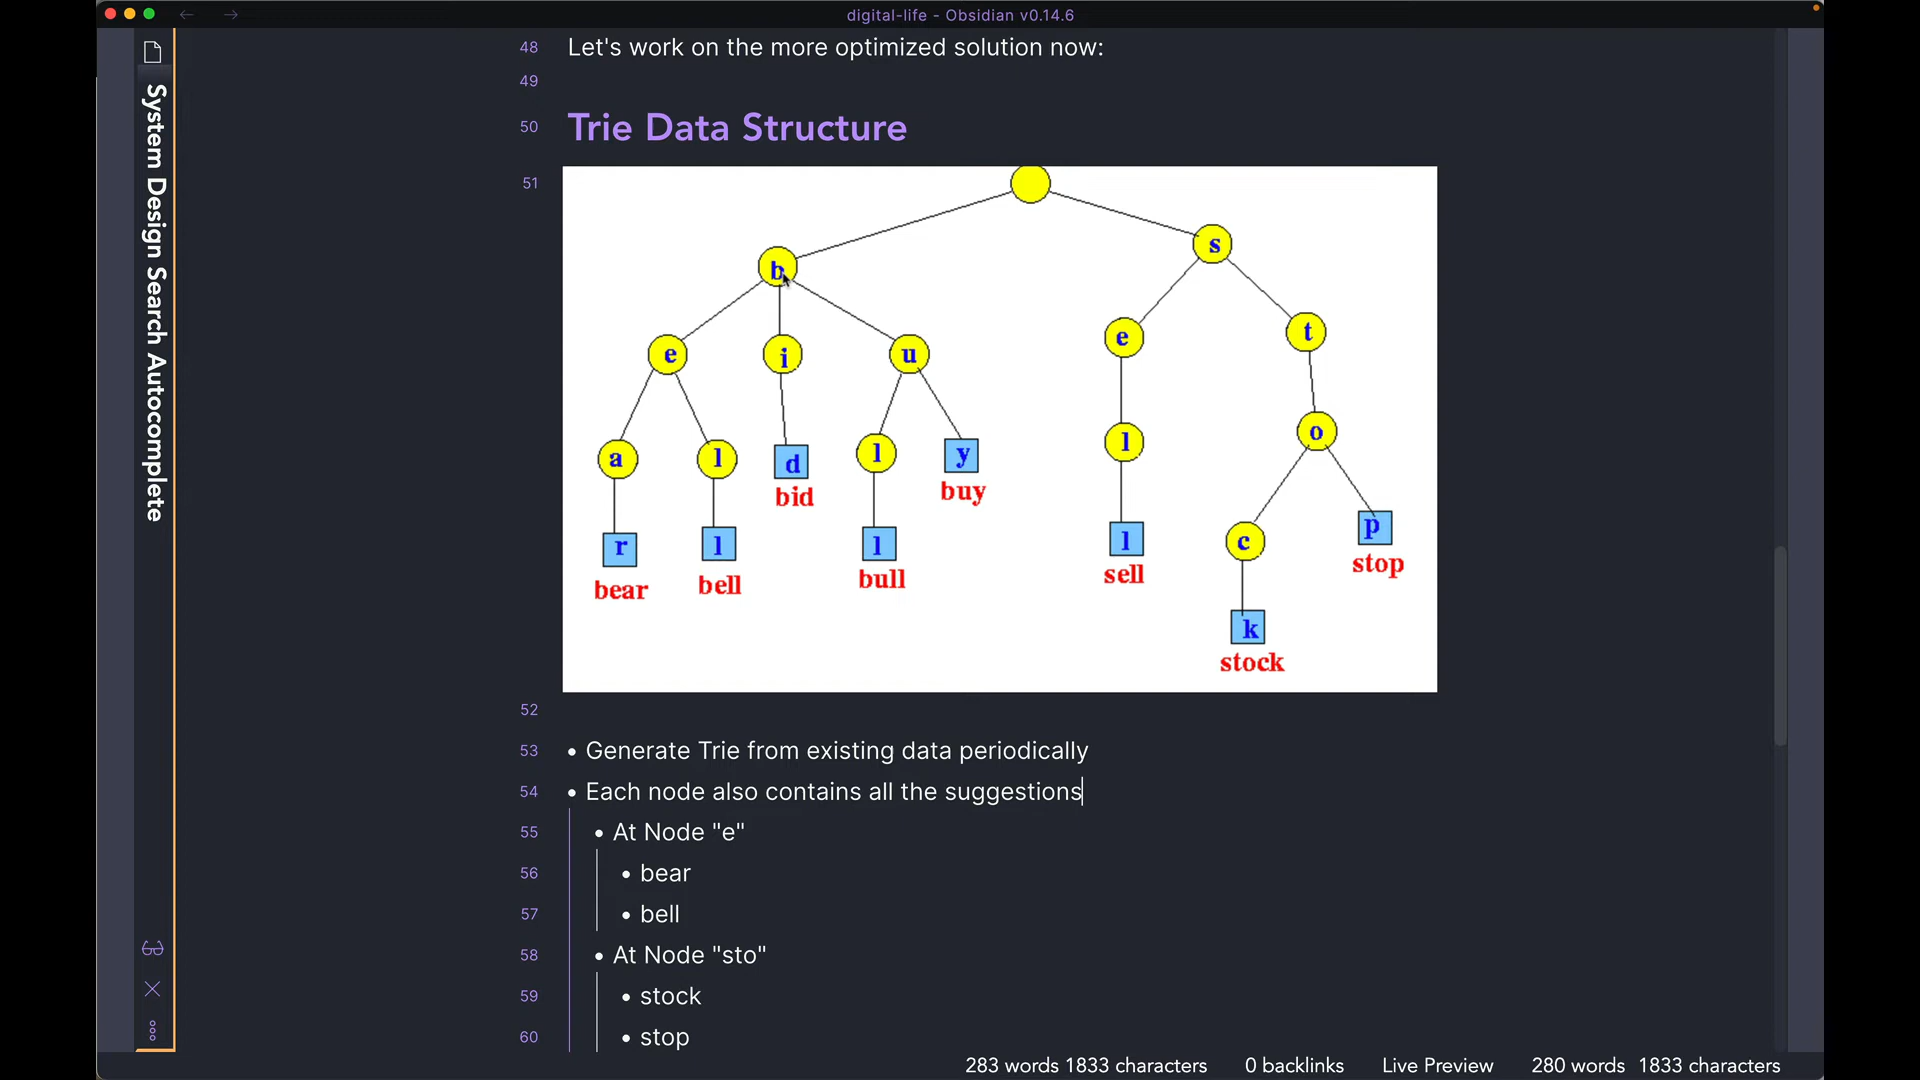 digital-life - Obsidian v0.14.6
System Design Search Autocomplete
48 Let's work on the more optimized solution now:
49
50 Trie Data Structure
51
b s
e i u e t
a l d l y l o
bid buy
r l l l c p
bear bell bull sell stop
k
stock
52
53 • Generate Trie from existing data periodically
54 • Each node also contains all the suggestions
55 • At Node "e"
56 • bear
57 • bell
58 • At Node "sto"
59 • stock
60 • stop
283 words 1833 characters 0 backlinks Live Preview 280 words 1833 characters